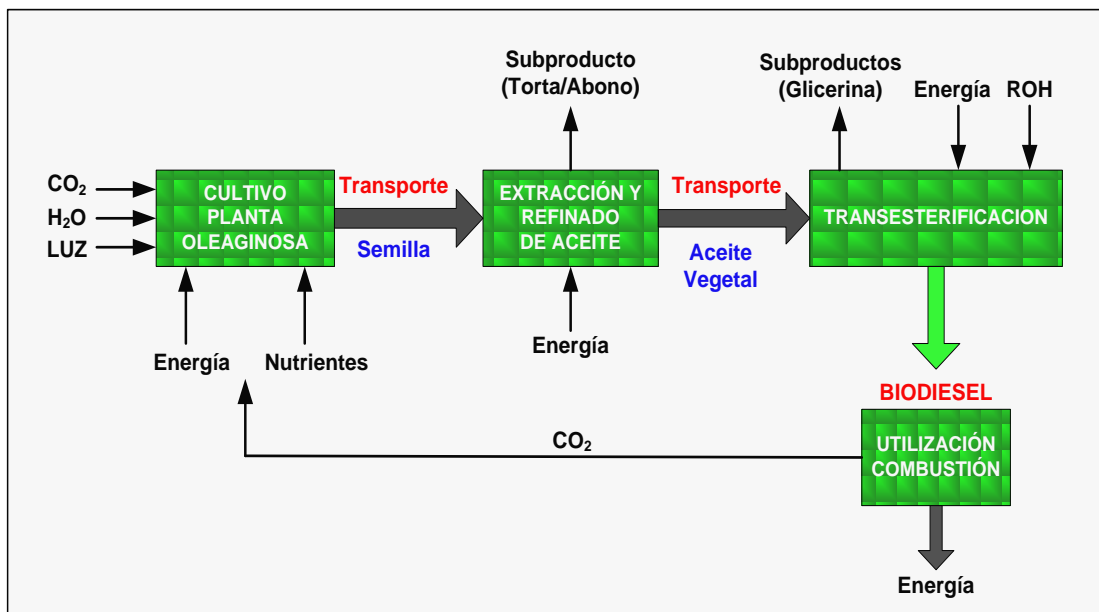 Subproducto
(Torta/Abono)
Subproductos
(Glicerina)
Energía
ROH
CO₂
H₂O
LUZ
CULTIVO
PLANTA
OLEAGINOSA
Transporte
Semilla
EXTRACCIÓN Y
REFINADO
DE ACEITE
Transporte
Aceite
Vegetal
TRANSESTERIFICACION
Energía
Nutrientes
Energía
BIODIESEL
CO₂
UTILIZACIÓN
COMBUSTIÓN
Energía